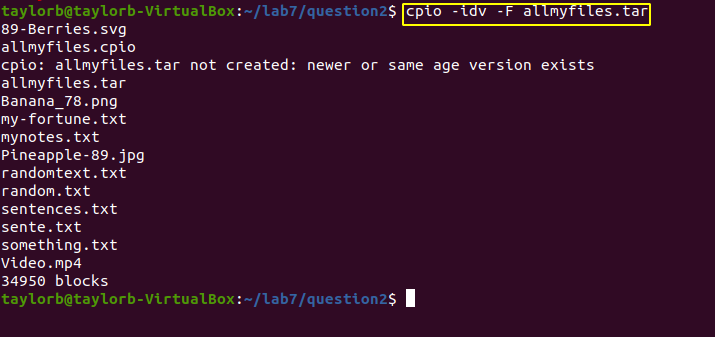 taylorb@taylorb-VirtualBox:~/lab7/question2$ cpio -idv -F allmyfiles.tar
89-Berries.svg
allmyfiles.cpio
cpio: allmyfiles.tar not created: newer or same age version exists
allmyfiles.tar
Banana_78.png
my-fortune.txt
mynotes.txt
Pineapple-89.jpg
randomtext.txt
random.txt
sentences.txt
sente.txt
something.txt
Video.mp4
34950 blocks
taylorb@taylorb-VirtualBox:~/lab7/question2$